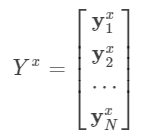 Y^x = [y_1^x
y_2^x
...
y_N^x]